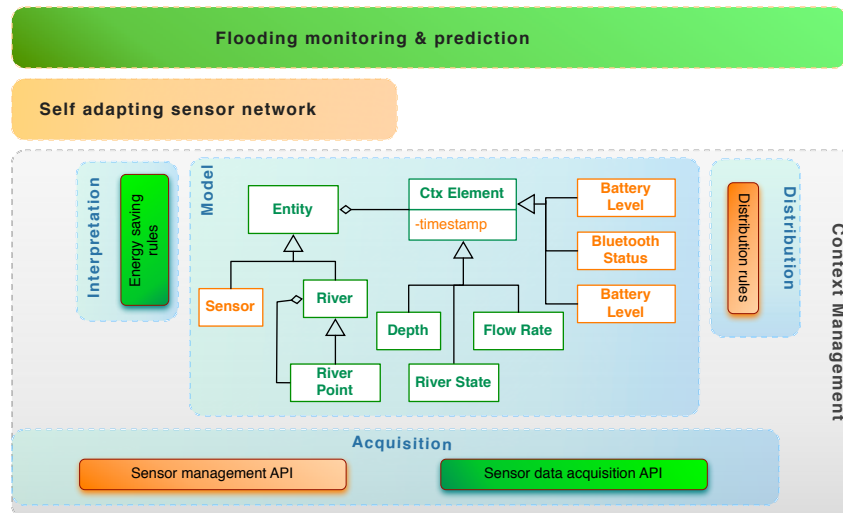 Flooding monitoring & prediction
Self adapting sensor network
Interpretation
Energy saving
rules
Model
Entity
Ctx Element
-timestamp
Battery
Level
Bluetooth
Status
Battery
Level
Sensor
River
Depth
Flow Rate
River
Point
River State
Distribution rules
Distribution
Context Management
Acquisition
Sensor management API
Sensor data acquisition API